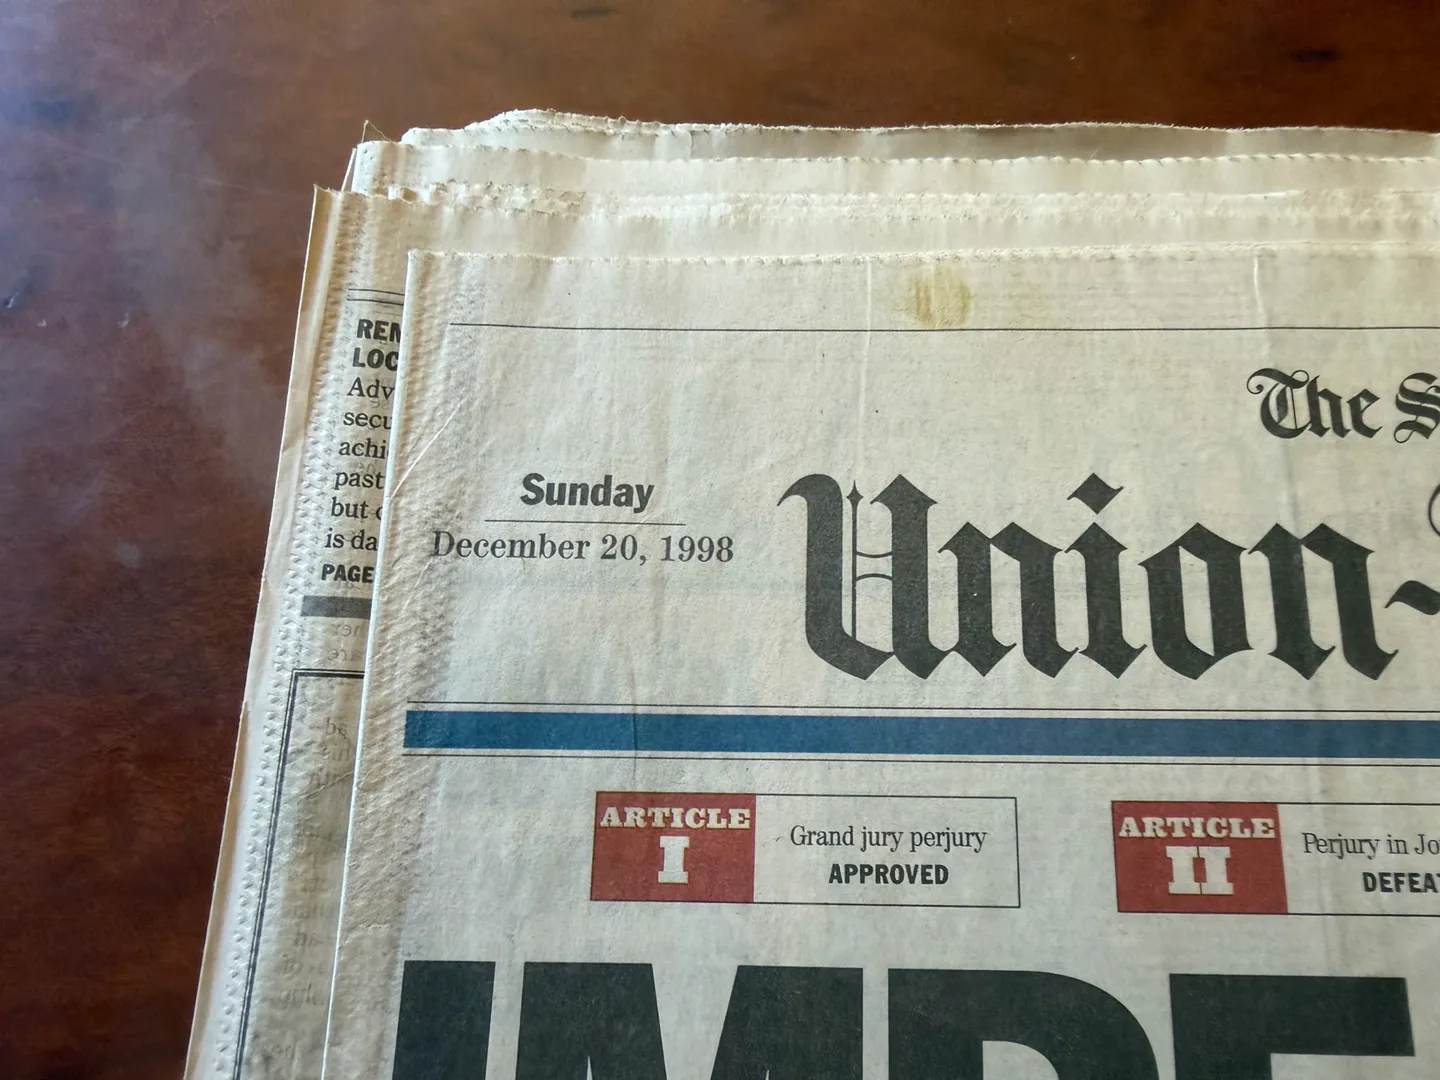 The
Union-
Sunday
December 20, 1998
ARTICLE
I
Grand jury perjury
APPROVED
ARTICLE
II
Perjury in Jo
DEFEAT
IMPE
REN
LOC
Adv
secu
achi
past
but
is da
PAGE